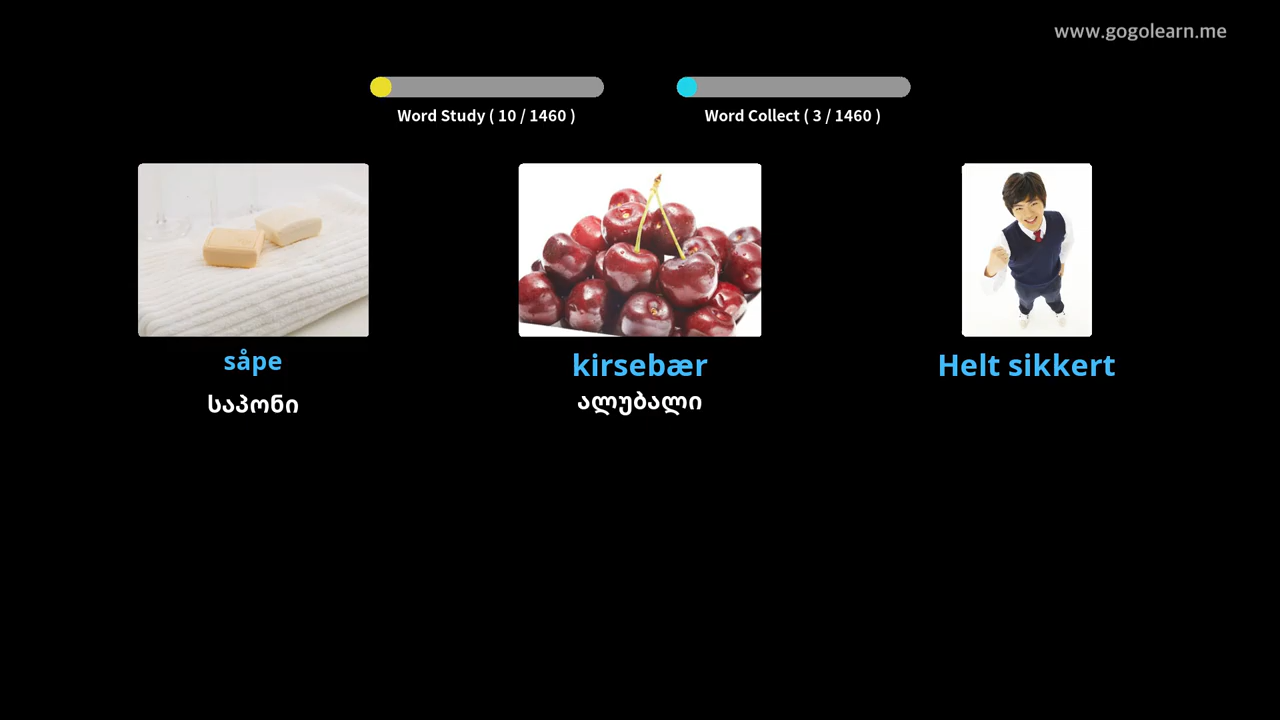 www.gogolearn.me
Word Study ( 10 / 1460 )
Word Collect ( 3 / 1460 )
såpe
kirsebær
Helt sikkert
საპონი
ალუბალი